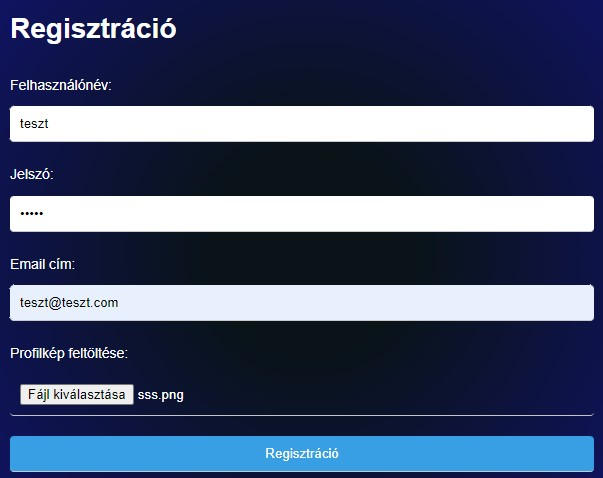 Regisztráció
Felhasználónév:
teszt
Jelszó:
•••••
Email cím:
teszt@teszt.com
Profilkép feltöltése:
Fájl kiválasztása sss.png
Regisztráció